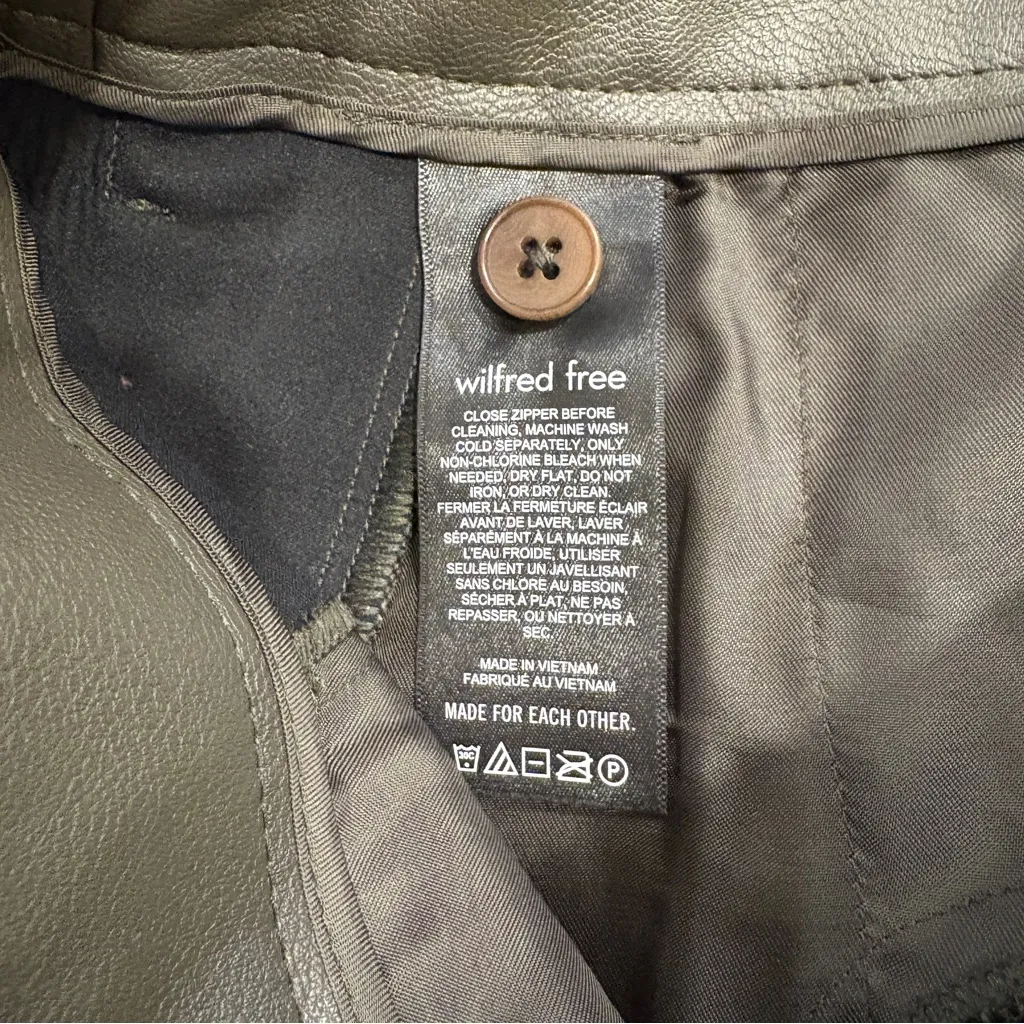 wilfred free
CLOSE ZIPPER BEFORE
CLEANING, MACHINE WASH
COLD SEPARATELY, ONLY
NON-CHLORINE BLEACH WHEN
NEEDED, DRY FLAT, DO NOT
IRON, OR DRY CLEAN.
FERMER LA FERMETURE ÉCLAIR
AVANT DE LAVER, LAVER
SÉPARÉMENT À LA MACHINE À
L'EAU FROIDE, UTILISER
SEULEMENT UN JAVELLISANT
SANS CHLORE AU BESOIN,
SÉCHER À PLAT, NE PAS
REPASSER, OU NETTOYER À
SEC.
MADE IN VIETNAM
FABRIQUÉ AU VIETNAM
MADE FOR EACH OTHER.
30C P